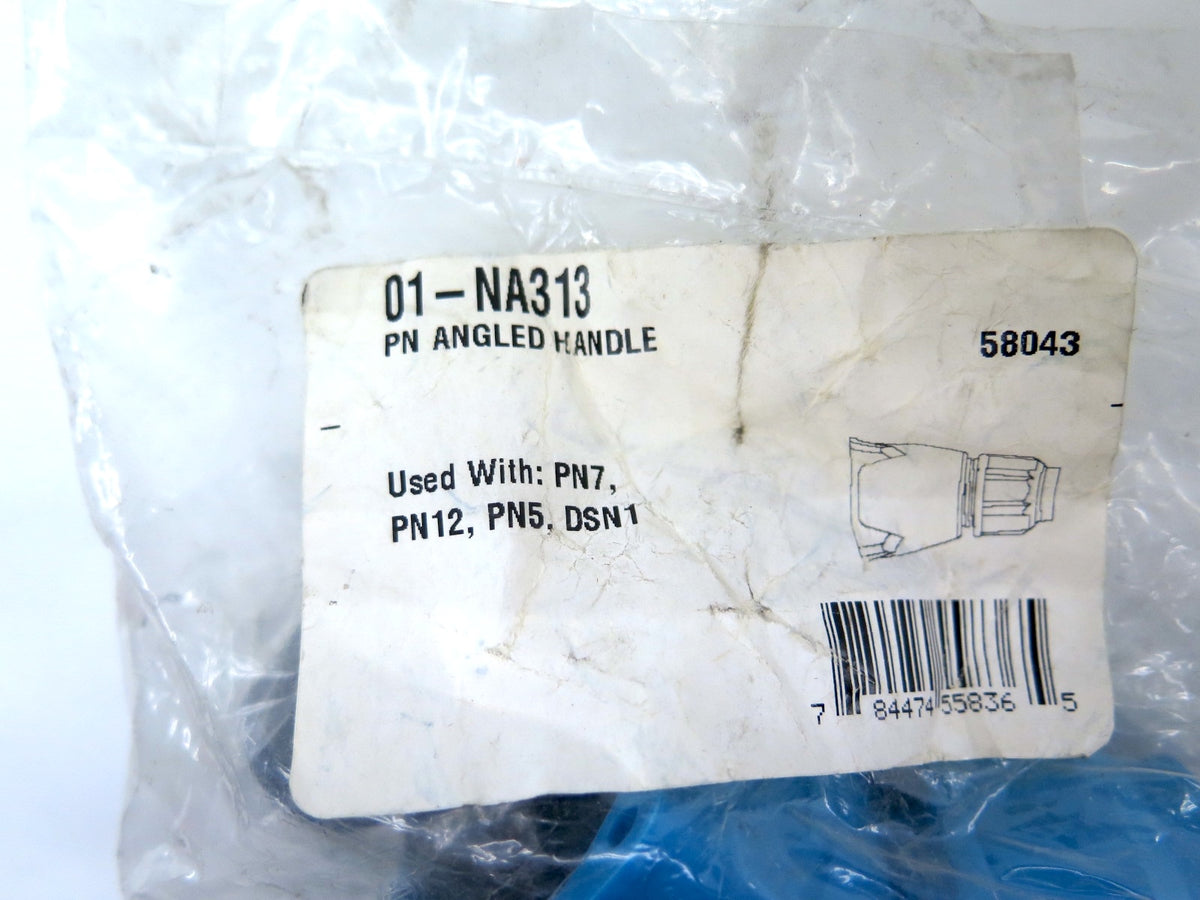 01-NA313
PN ANGLED HANDLE
58043
Used With: PN7,
PN12, PN5, DSN1
7 84474 55836 5